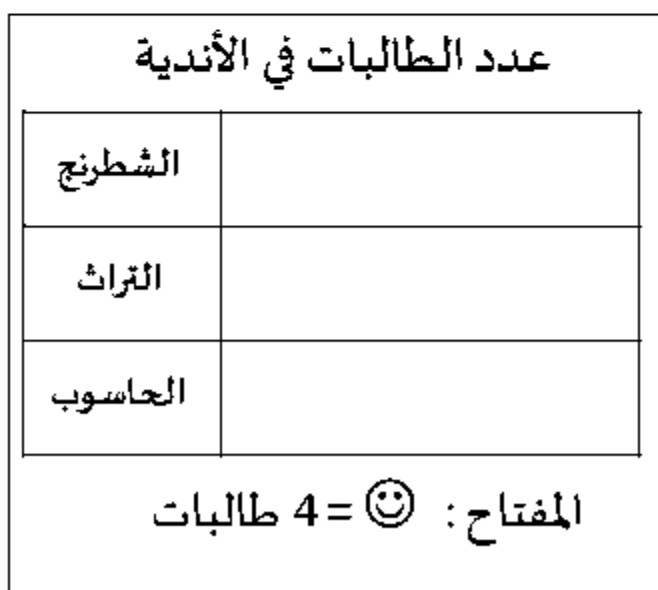 عدد الطالبات في الأندية
الشطرنج
التراث
الحاسوب
المفتاح : ☺ = 4 طالبات